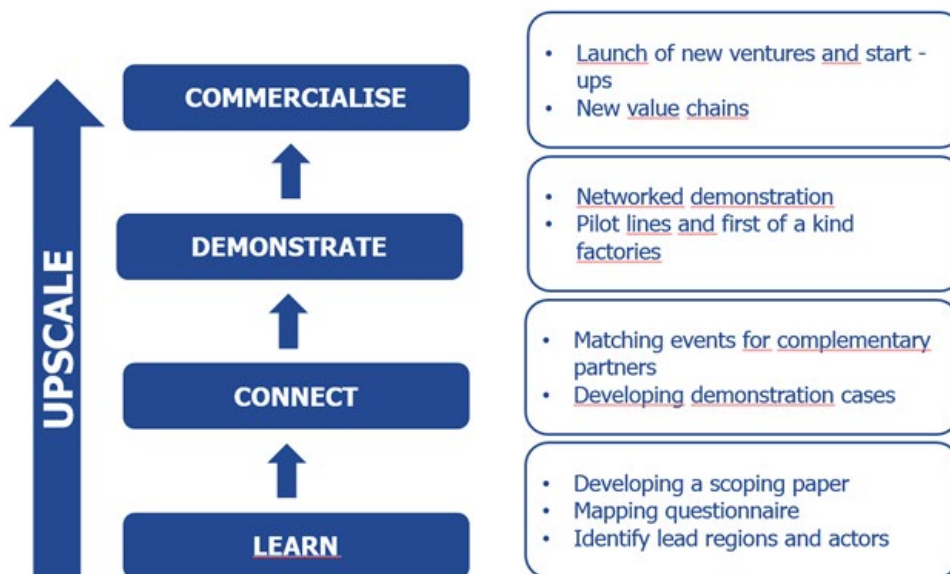 UPSCALE
COMMERCIALISE
• Launch of new ventures and start -
ups
• New value chains
DEMONSTRATE
• Networked demonstration
• Pilot lines and first of a kind
factories
CONNECT
• Matching events for complementary
partners
• Developing demonstration cases
LEARN
• Developing a scoping paper
• Mapping questionnaire
• Identify lead regions and actors